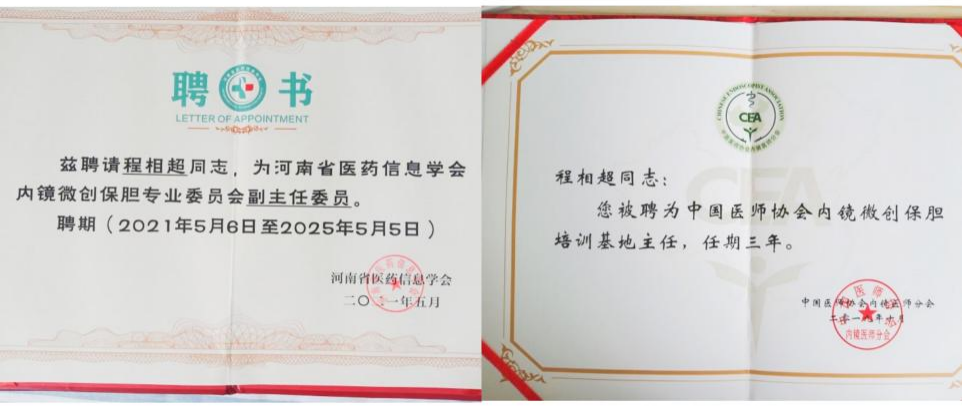 聘书
LETTER OF APPOINTMENT
兹聘请程相超同志，为河南省医药信息学会
内镜微创保胆专业委员会副主任委员。
聘期（2021年5月6日至2025年5月5日）
河南省医药信息学会
二〇二一年五月
CHINESE ENDOSCOPIST ASSOCIATION
CEA
程相超同志：
您被聘为中国医师协会内镜微创保胆
培训基地主任，任期三年。
中国医师协会内镜医师分会
内镜医师分会